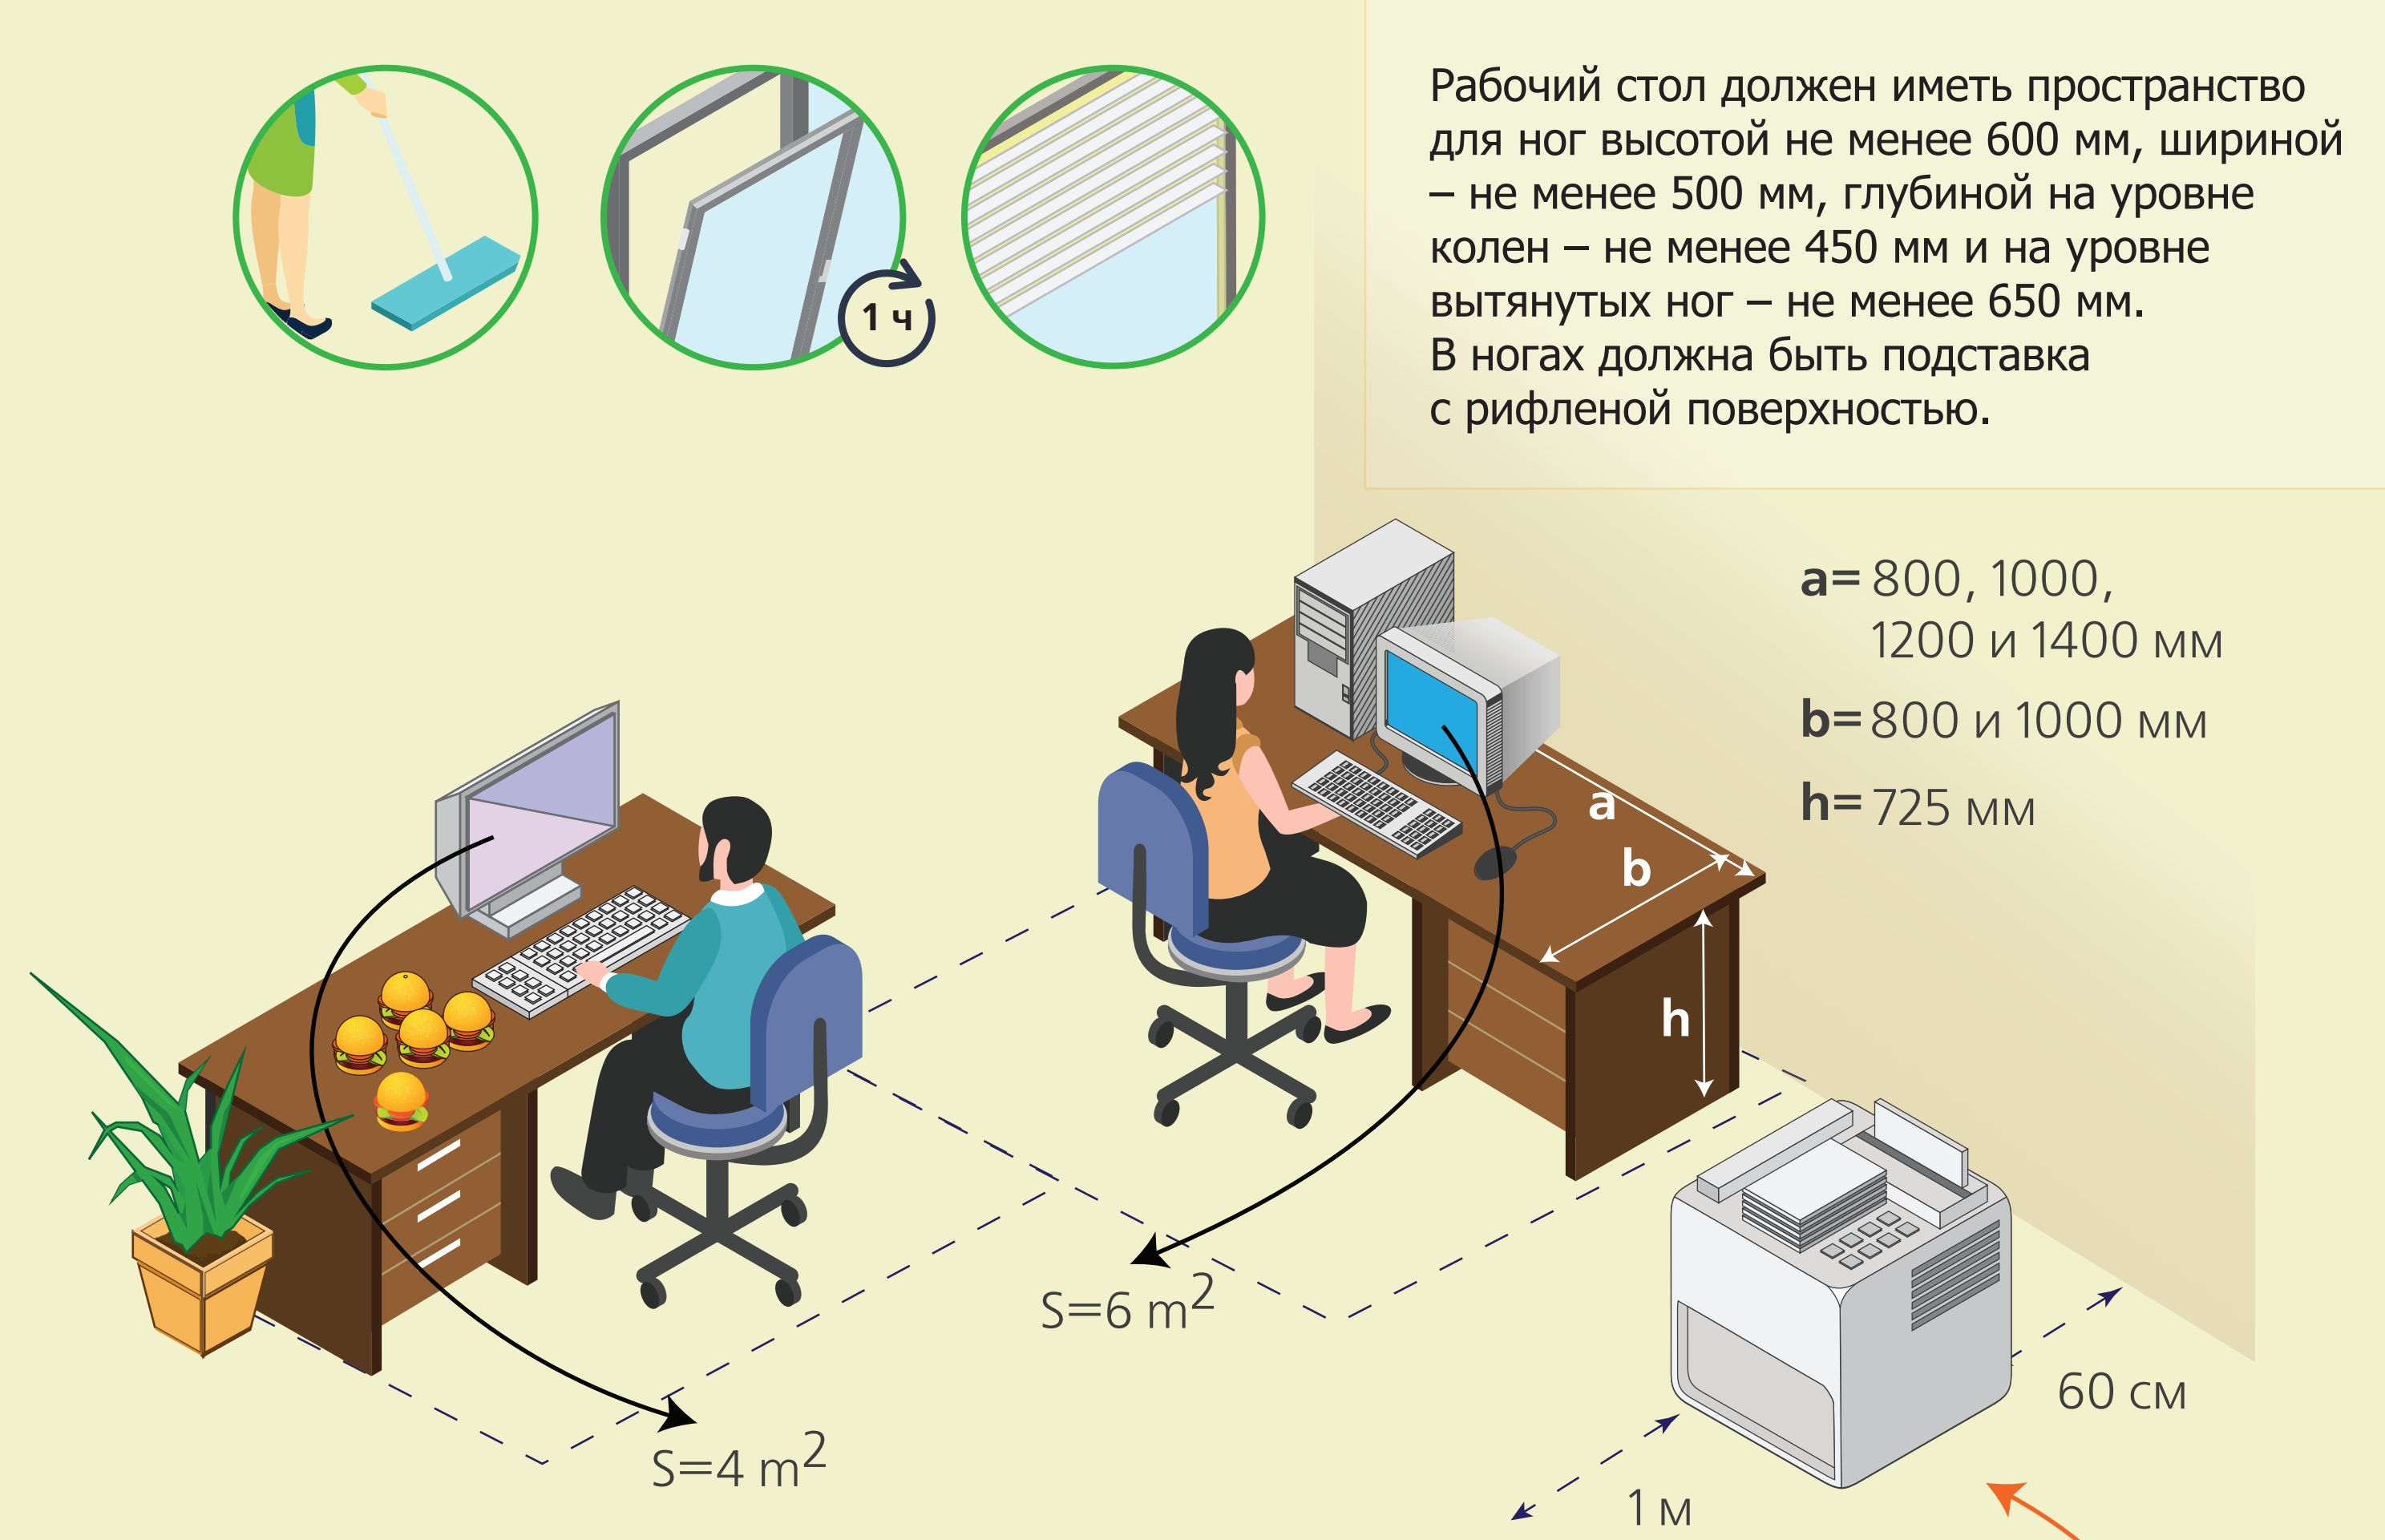 Рабочий стол должен иметь пространство
для ног высотой не менее 600 мм, шириной
– не менее 500 мм, глубиной на уровне
колен – не менее 450 мм и на уровне
вытянутых ног – не менее 650 мм.
В ногах должна быть подставка
с рифленой поверхностью.
1 ч
a= 800, 1000,
1200 и 1400 мм
b= 800 и 1000 мм
h= 725 мм
a
b
h
S=6 m²
S=4 m²
60 см
1 м